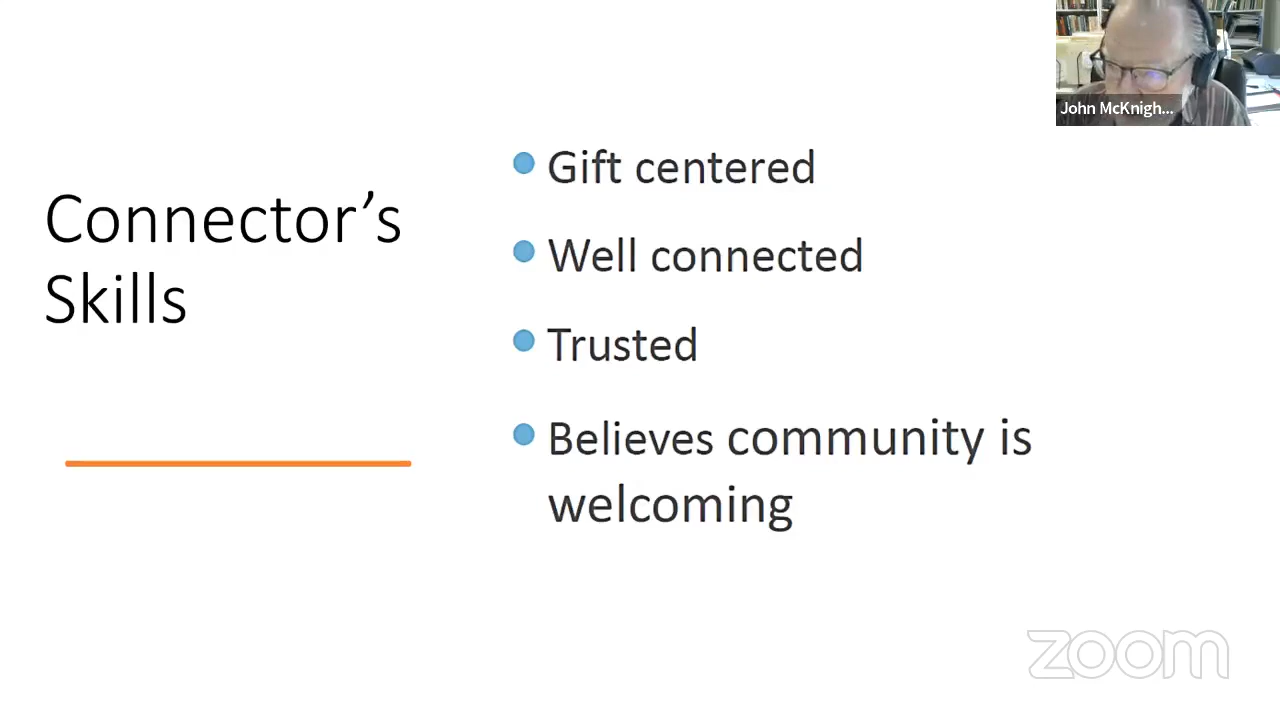 John McKnigh...
Connector’s
Skills
Gift centered
Well connected
Trusted
Believes community is
welcoming
zoom